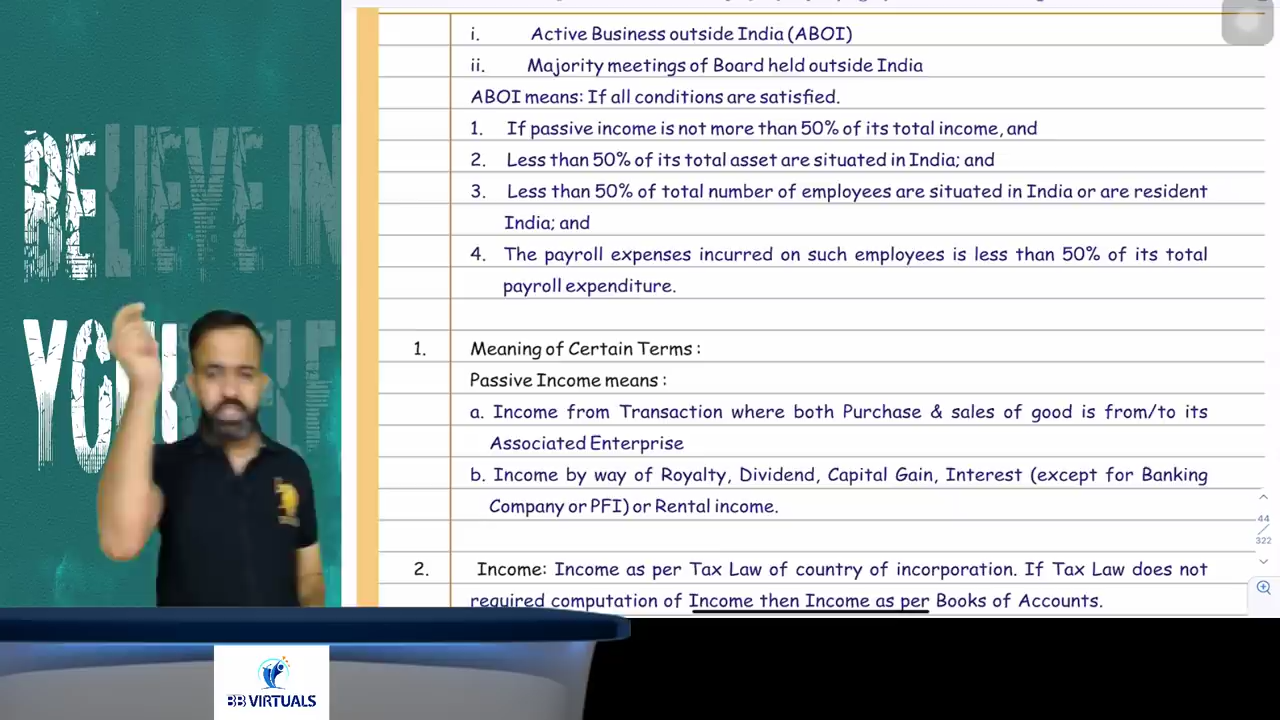 BELIEVE IN
YOU
i. Active Business outside India (ABOI)
ii. Majority meetings of Board held outside India
ABOI means: If all conditions are satisfied.
1. If passive income is not more than 50% of its total income, and
2. Less than 50% of its total asset are situated in India; and
3. Less than 50% of total number of employees are situated in India or are resident
India; and
4. The payroll expenses incurred on such employees is less than 50% of its total
payroll expenditure.
1. Meaning of Certain Terms :
Passive Income means :
a. Income from Transaction where both Purchase & sales of good is from/to its
Associated Enterprise
b. Income by way of Royalty, Dividend, Capital Gain, Interest (except for Banking
Company or PFI) or Rental income.
44
322
2. Income: Income as per Tax Law of country of incorporation. If Tax Law does not
required computation of Income then Income as per Books of Accounts.
BB VIRTUALS